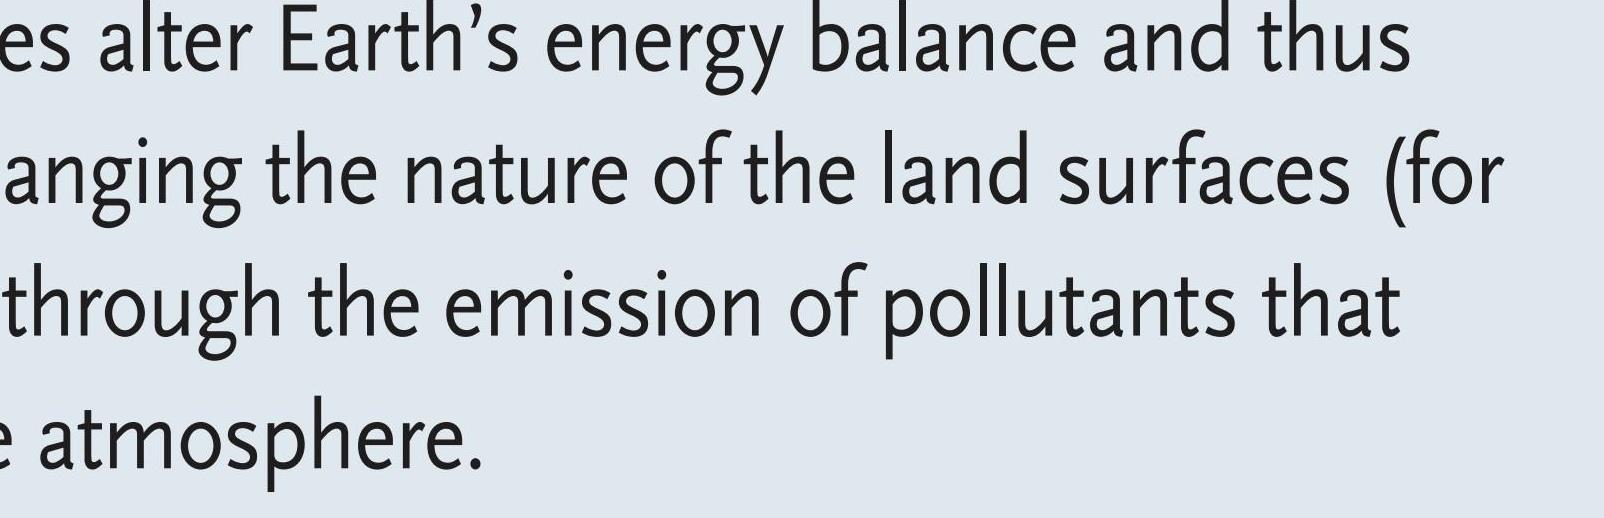 es alter Earth’s energy balance and thus
anging the nature of the land surfaces (for
through the emission of pollutants that
e atmosphere.